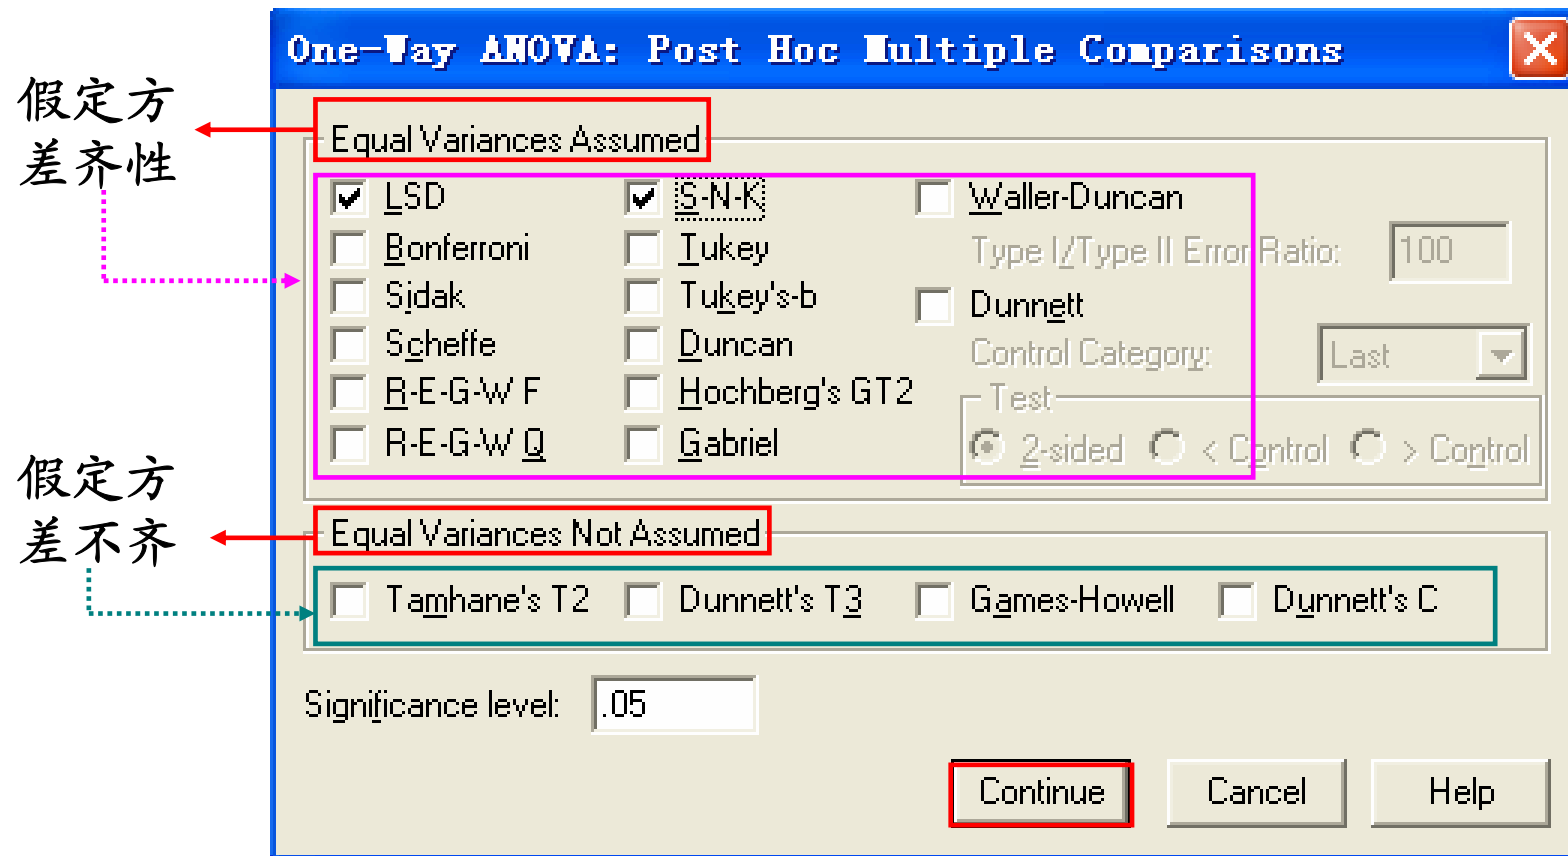 One-Way ANOVA: Post Hoc Multiple Comparisons
假定方
差齐性
Equal Variances Assumed
LSD S-N-K Waller-Duncan
Bonferroni Tukey Type I/Type II Error Ratio: 100
Sidak Tukey's-b Dunnett
Scheffe Duncan Control Category: Last
R-E-G-W F Hochberg's GT2 Test
R-E-G-W Q Gabriel 2-sided < Control > Control
假定方
差不齐
Equal Variances Not Assumed
Tamhane's T2 Dunnett's T3 Games-Howell Dunnett's C
Significance level: .05
Continue Cancel Help